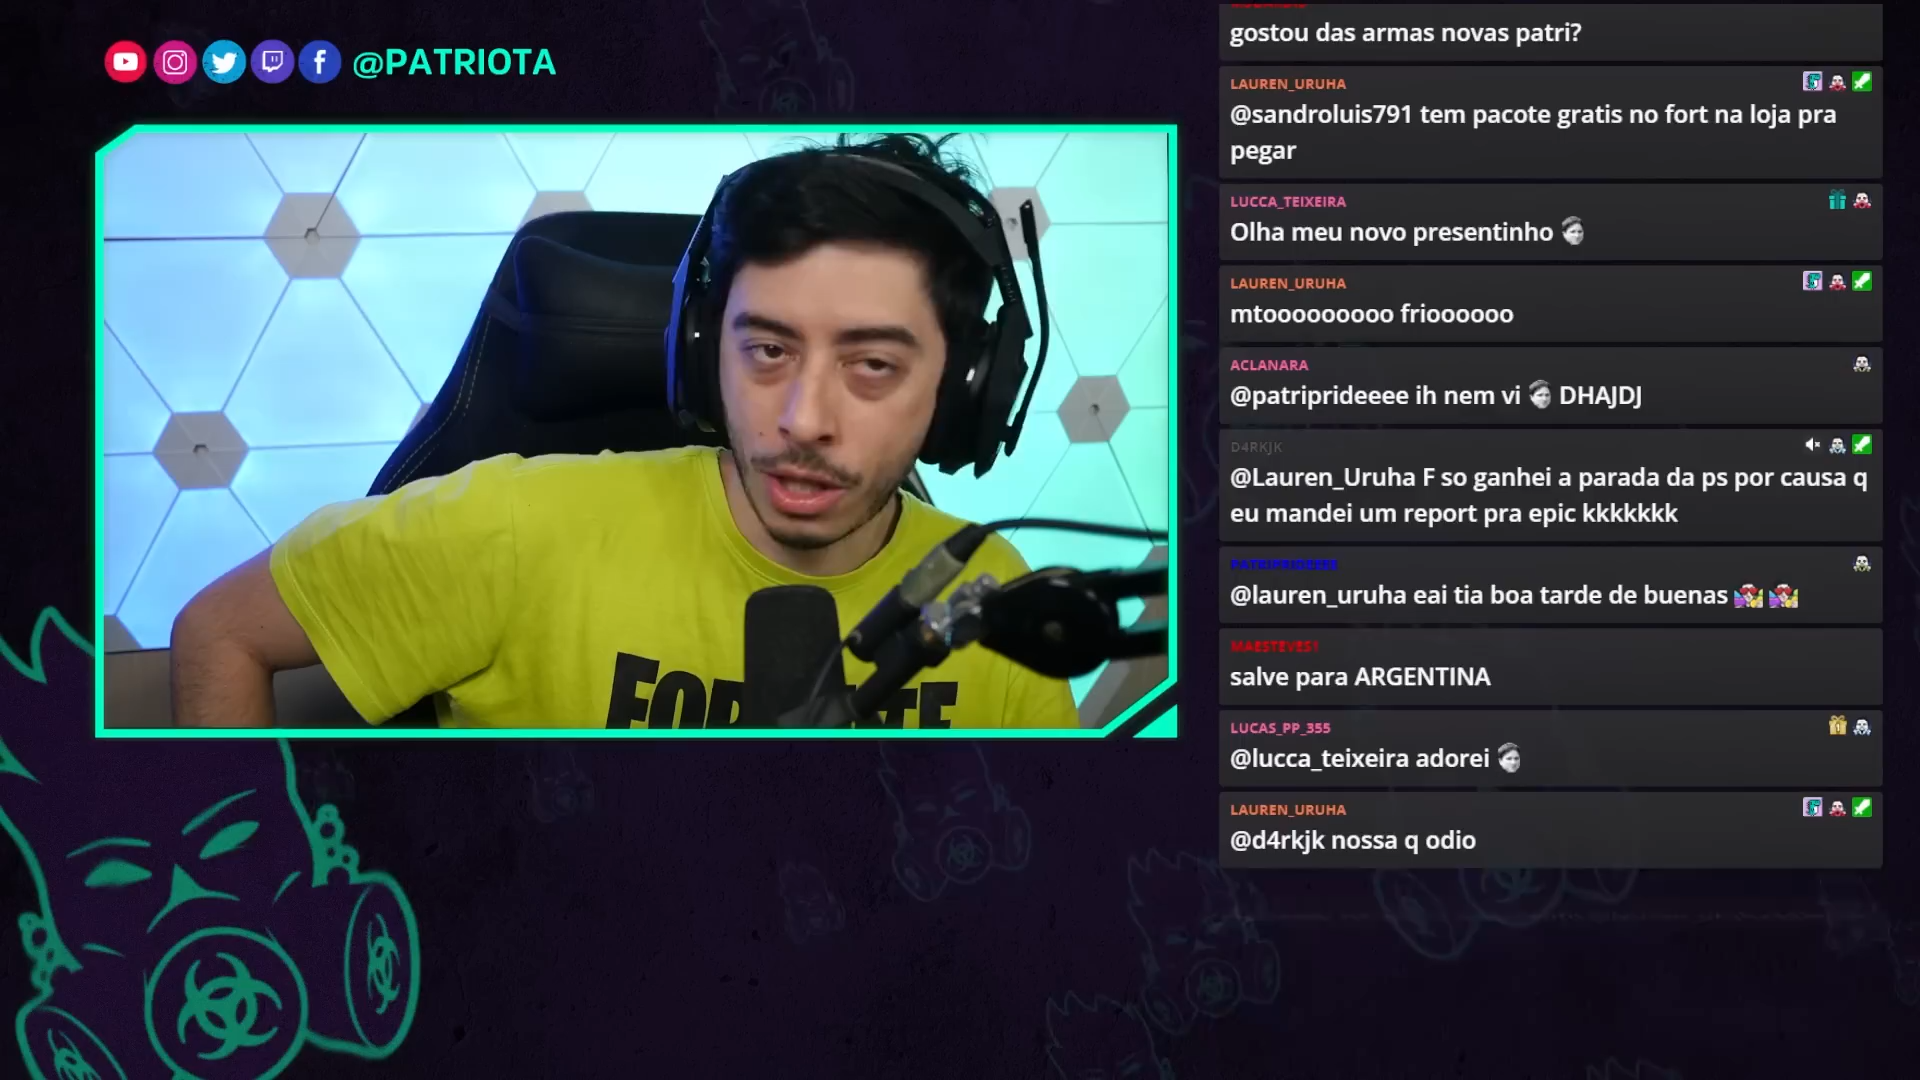 @PATRIOTA
gostou das armas novas patri?
LAUREN_URUHA
@sandroluis791 tem pacote gratis no fort na loja pra
pegar
LUCCA_TEIXEIRA
Olha meu novo presentinho
LAUREN_URUHA
mtooooooooo frioooooo
ACLANARA
@patriprideeee ih nem vi DHAJDJ
D4RKJK
@Lauren_Uruha F so ganhei a parada da ps por causa q
eu mandei um report pra epic kkkkkkk
PATRIPRIDEEEE
@lauren_uruha eai tia boa tarde de buenas
MAESTEVES1
salve para ARGENTINA
LUCAS_PP_355
@lucca_teixeira adorei
LAUREN_URUHA
@d4rkjk nossa q odio